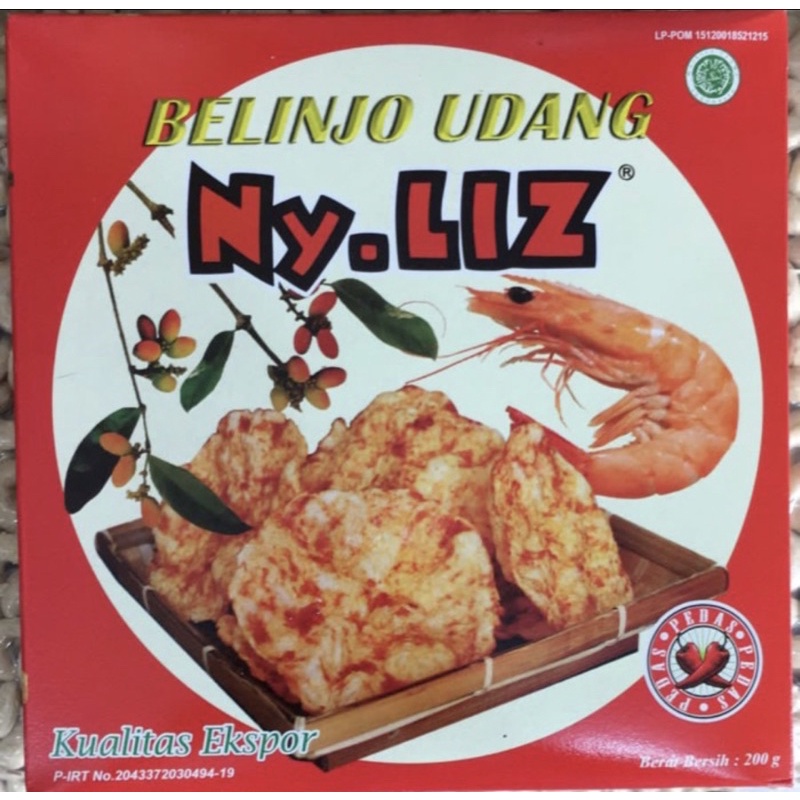 LP-POM 15120018521215
BELINJO UDANG
Ny.LIZ®
PEDAS • PEDAS • PEDAS •
Kualitas Ekspor
P-IRT No.2043372030494-19
Berat Bersih : 200 g